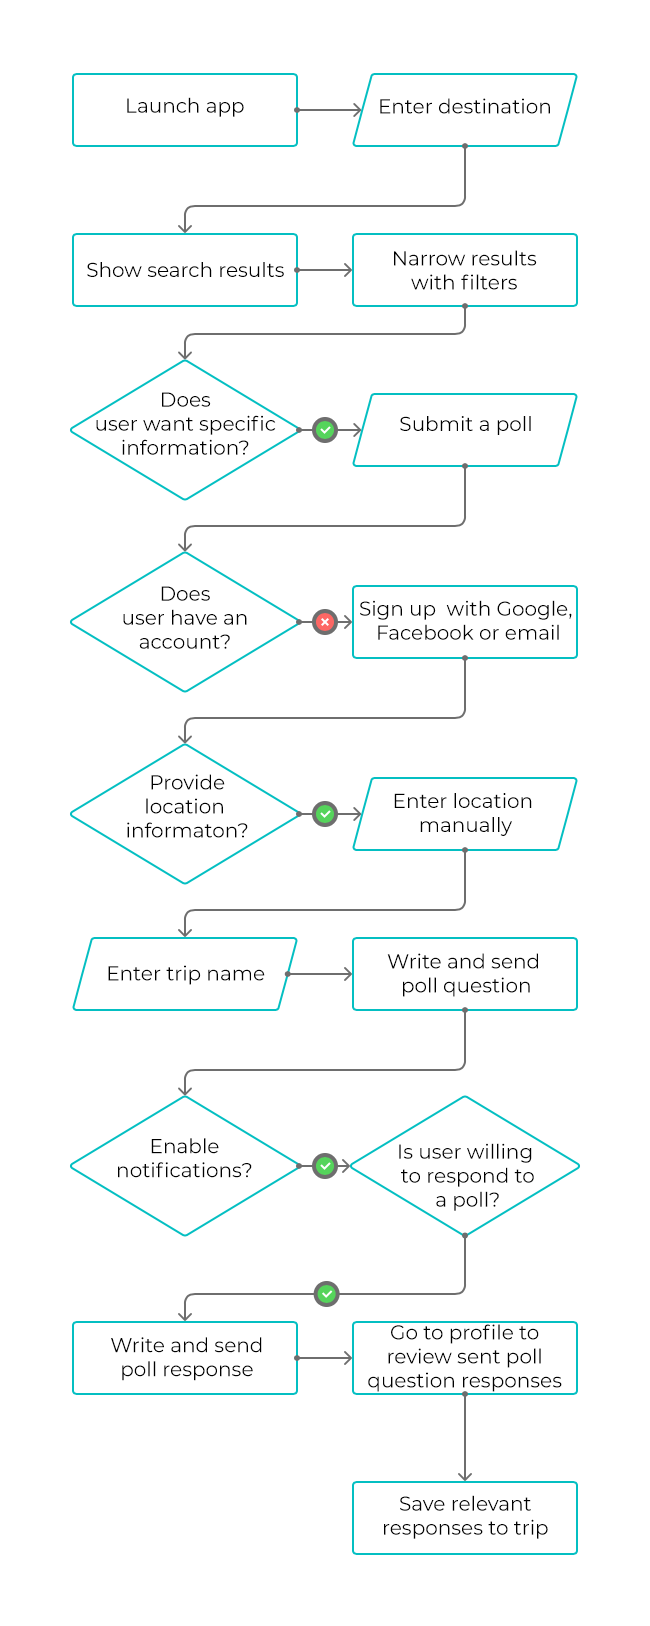 Launch app
Enter destination
Show search results
Narrow results
with filters
Does
user want specific
information?
Submit a poll
Does
user have an
account?
Sign up  with Google,
Facebook or email
Provide
location
informaton?
Enter location
manually
Enter trip name
Write and send
poll question
Enable
notifications?
Is user willing
to respond to
a poll?
Write and send
poll response
Go to profile to
review sent poll
question responses
Save relevant
responses to trip